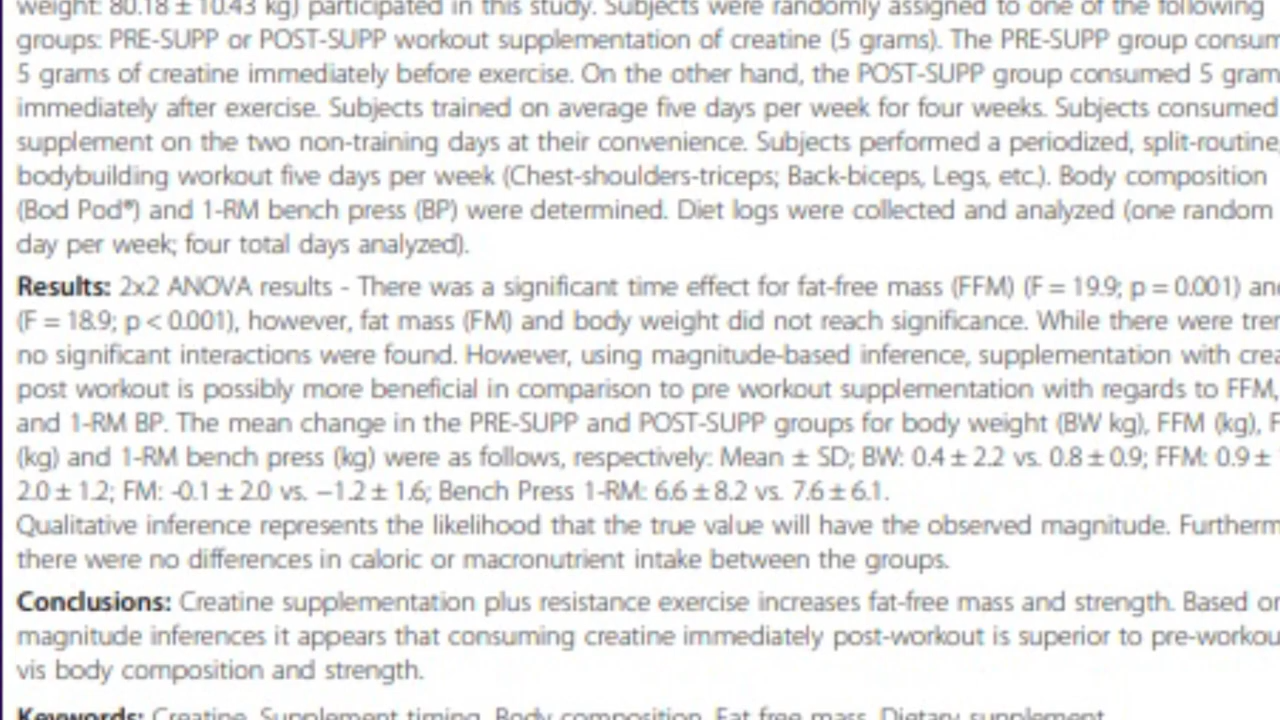 weight: 80.18 ± 10.43 kg) participated in this study. Subjects were randomly assigned to one of the following
groups: PRE-SUPP or POST-SUPP workout supplementation of creatine (5 grams). The PRE-SUPP group consum
5 grams of creatine immediately before exercise. On the other hand, the POST-SUPP group consumed 5 gram
immediately after exercise. Subjects trained on average five days per week for four weeks. Subjects consumed
supplement on the two non-training days at their convenience. Subjects performed a periodized, split-routine,
bodybuilding workout five days per week (Chest-shoulders-triceps; Back-biceps, Legs, etc.). Body composition
(Bod Pod®) and 1-RM bench press (BP) were determined. Diet logs were collected and analyzed (one random
day per week; four total days analyzed).
Results: 2x2 ANOVA results - There was a significant time effect for fat-free mass (FFM) (F = 19.9; p = 0.001) and
(F = 18.9; p < 0.001), however, fat mass (FM) and body weight did not reach significance. While there were tren
no significant interactions were found. However, using magnitude-based inference, supplementation with crea
post workout is possibly more beneficial in comparison to pre workout supplementation with regards to FFM,
and 1-RM BP. The mean change in the PRE-SUPP and POST-SUPP groups for body weight (BW kg), FFM (kg), F
(kg) and 1-RM bench press (kg) were as follows, respectively: Mean ± SD; BW: 0.4 ± 2.2 vs. 0.8 ± 0.9; FFM: 0.9 ±
2.0 ± 1.2; FM: -0.1 ± 2.0 vs. −1.2 ± 1.6; Bench Press 1-RM: 6.6 ± 8.2 vs. 7.6 ± 6.1.
Qualitative inference represents the likelihood that the true value will have the observed magnitude. Furtherm
there were no differences in caloric or macronutrient intake between the groups.
Conclusions: Creatine supplementation plus resistance exercise increases fat-free mass and strength. Based on
magnitude inferences it appears that consuming creatine immediately post-workout is superior to pre-workou
vis body composition and strength.
Keywords: Creatine, Supplement timing, Body composition, Fat free mass, Dietary supplement